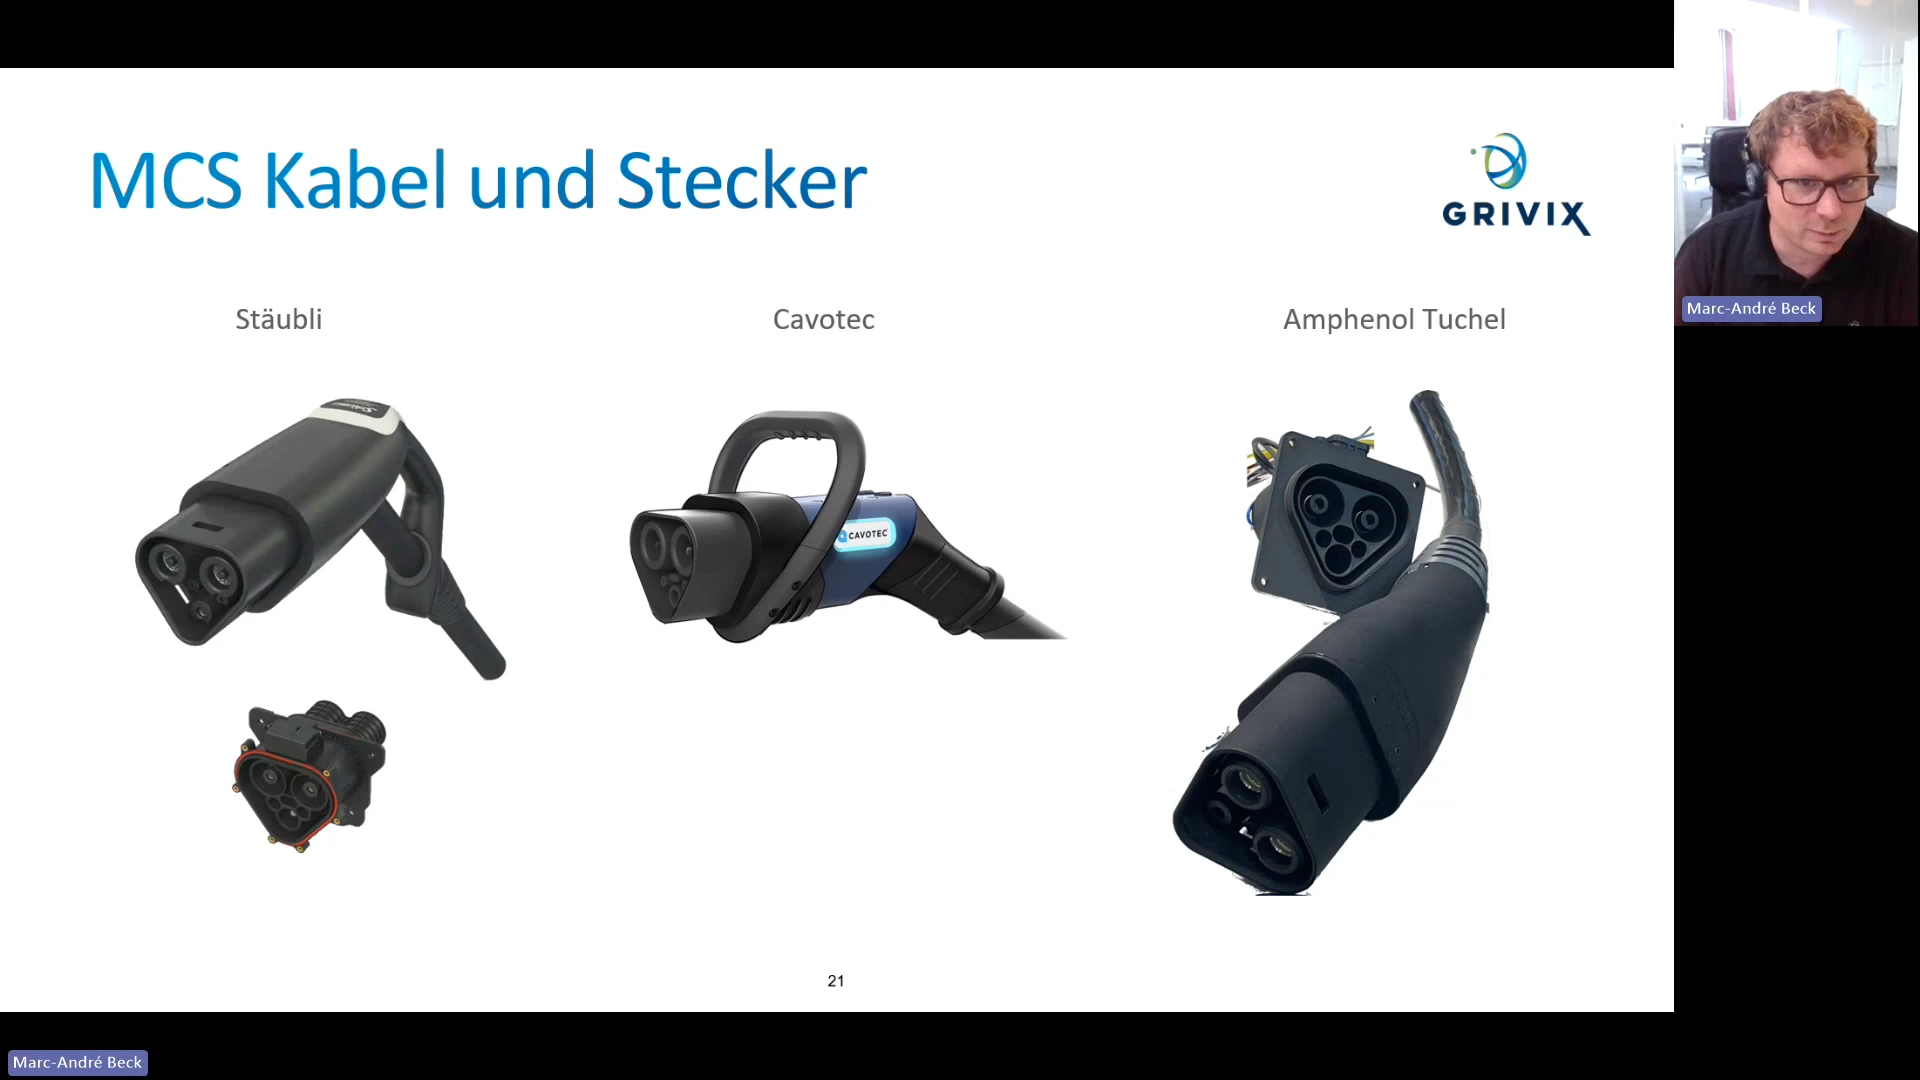 MCS Kabel und Stecker
GRIVIX
Stäubli
Cavotec
Amphenol Tuchel
CAVOTEC
21
Marc-André Beck
Marc-André Beck